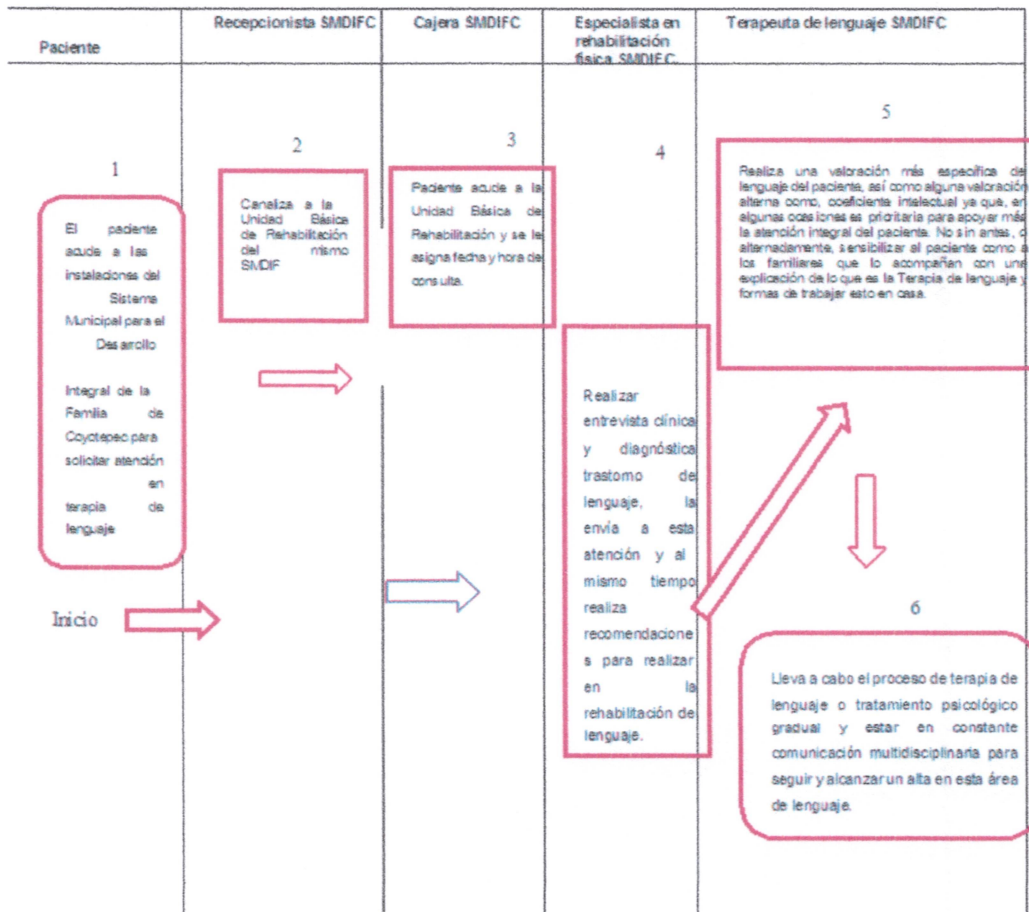 Paciente
Recepcionista SMDIFC
Cajera SMDIFC
Especialista en
rehabilitación
física SMDIFC.
Terapeuta de lenguaje SMDIFC
1
El paciente
acude a las
instalaciones del
Sistema
Municipal para el
Desarrollo
Integral de la
Familia de
Coyotepec para
solicitar atención
en
terapia de
lenguaje
Inicio
2
Canaliza a la
Unidad Básica
de Rehabilitación
del mismo
SMDIF
3
Paciente acude a la
Unidad Básica de
Rehabilitación y se le
asigna fecha y hora de
consulta.
4
Realizar
entrevista clínica
y diagnóstica
trastorno de
lenguaje, la
envía a esta
atención y al
mismo tiempo
realiza
recomendacione
s para realizar
en la
rehabilitación de
lenguaje.
5
Realiza una valoración más específica de
lenguaje del paciente, así como alguna valoración
alterna como, coeficiente intelectual ya que, en
algunas ocasiones es prioritaria para apoyar más
la atención integral del paciente. No sin antes, o
alternadamente, sensibilizar al paciente como a
los familiares que lo acompañan con una
explicación de lo que es la Terapia de lenguaje y
formas de trabajar esto en casa.
6
Lleva a cabo el proceso de terapia de
lenguaje o tratamiento psicológico
gradual y estar en constante
comunicación multidisciplinaria para
seguir y alcanzar un alta en esta área
de lenguaje.